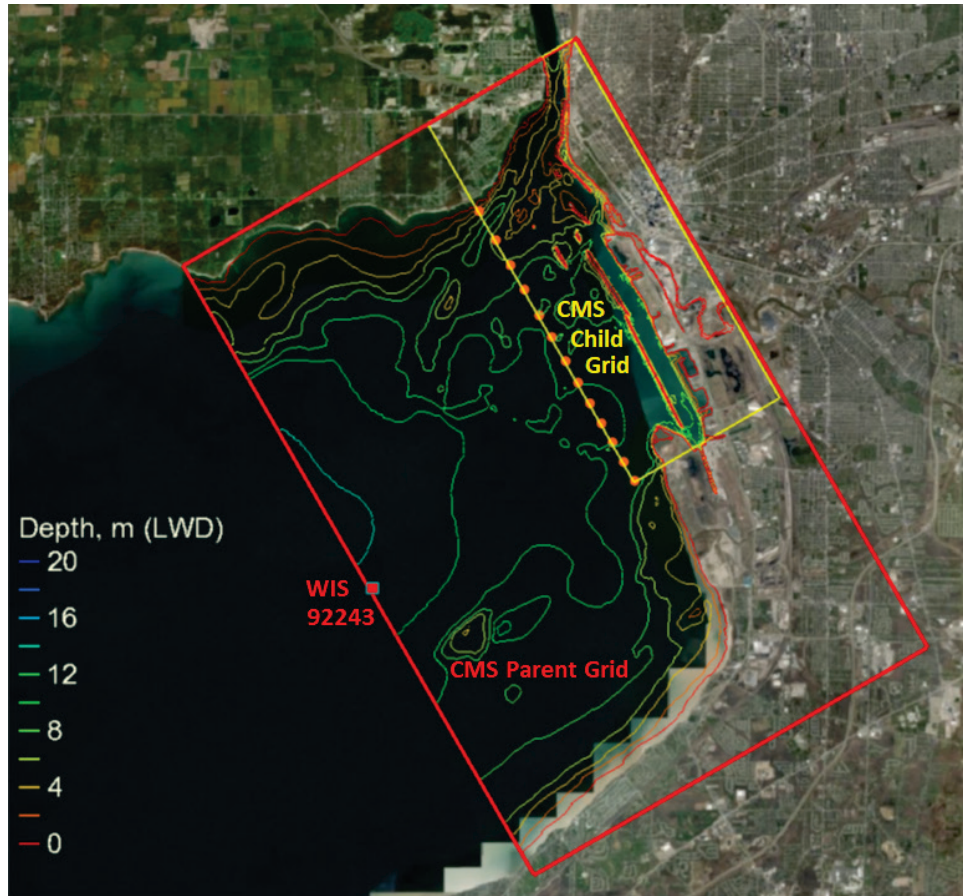 CMS
Child
Grid
Depth, m (LWD)
20
16
12
8
4
0
WIS
92243
CMS Parent Grid